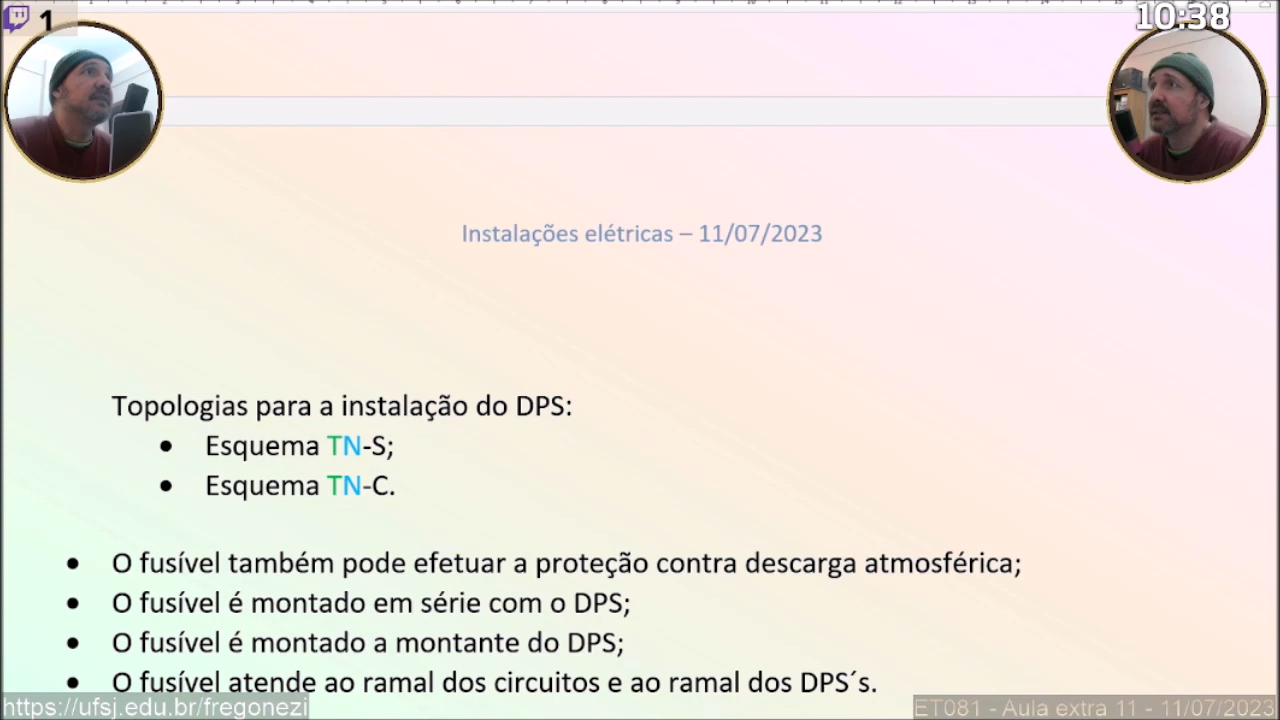 1
10:38
Instalações elétricas – 11/07/2023
Topologias para a instalação do DPS:
• Esquema TN-S;
• Esquema TN-C.
• O fusível também pode efetuar a proteção contra descarga atmosférica;
• O fusível é montado em série com o DPS;
• O fusível é montado a montante do DPS;
• O fusível atende ao ramal dos circuitos e ao ramal dos DPS´s.
https://ufsj.edu.br/fregonezi
ET081 - Aula extra 11 - 11/07/2023